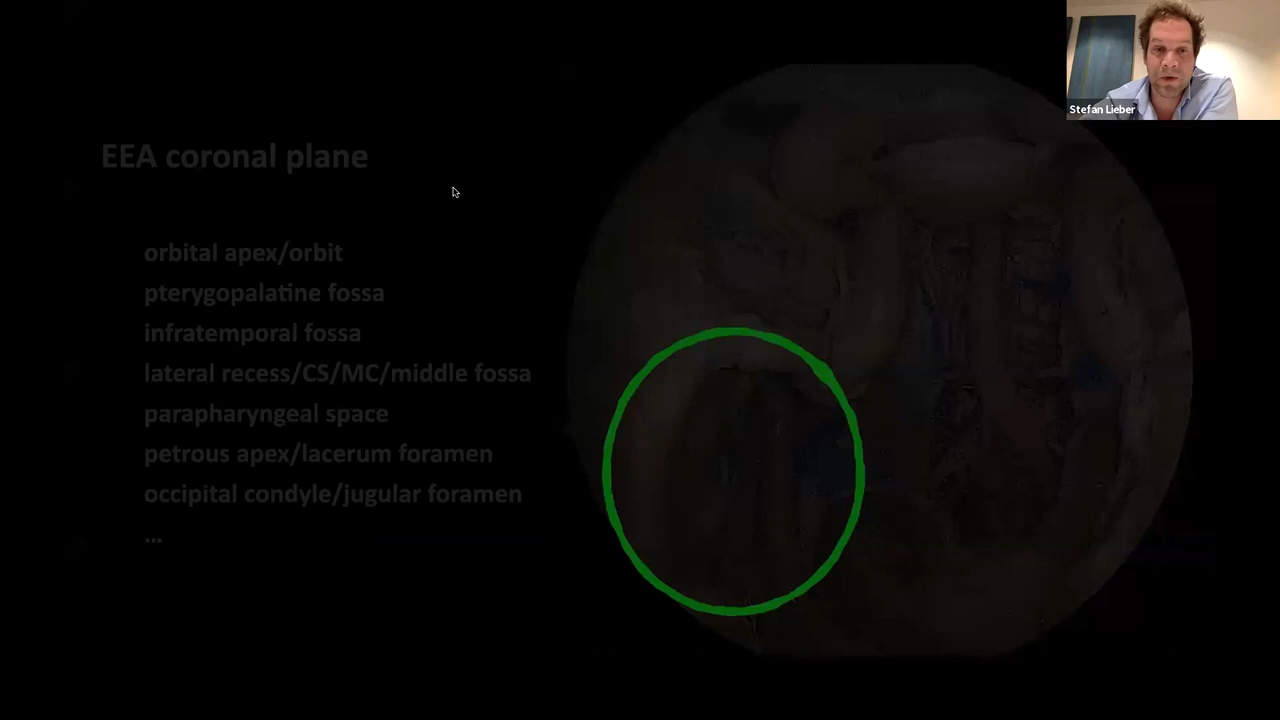 Stefan Lieber
EEA coronal plane
orbital apex/orbit
pterygopalatine fossa
infratemporal fossa
lateral recess/CS/MC/middle fossa
parapharyngeal space
petrous apex/lacerum foramen
occipital condyle/jugular foramen
...